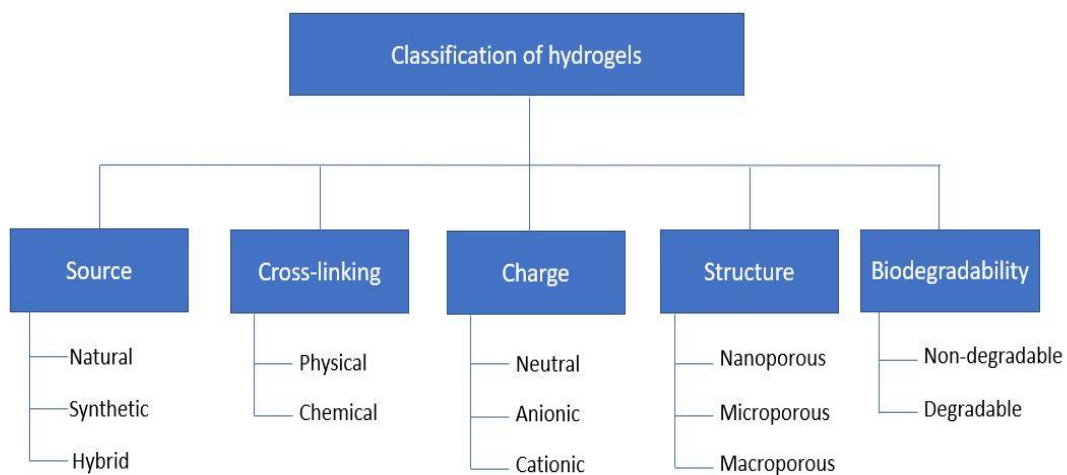 Classification of hydrogels
Source
Natural
Synthetic
Hybrid
Cross-linking
Physical
Chemical
Charge
Neutral
Anionic
Cationic
Structure
Nanoporous
Microporous
Macroporous
Biodegradability
Non-degradable
Degradable